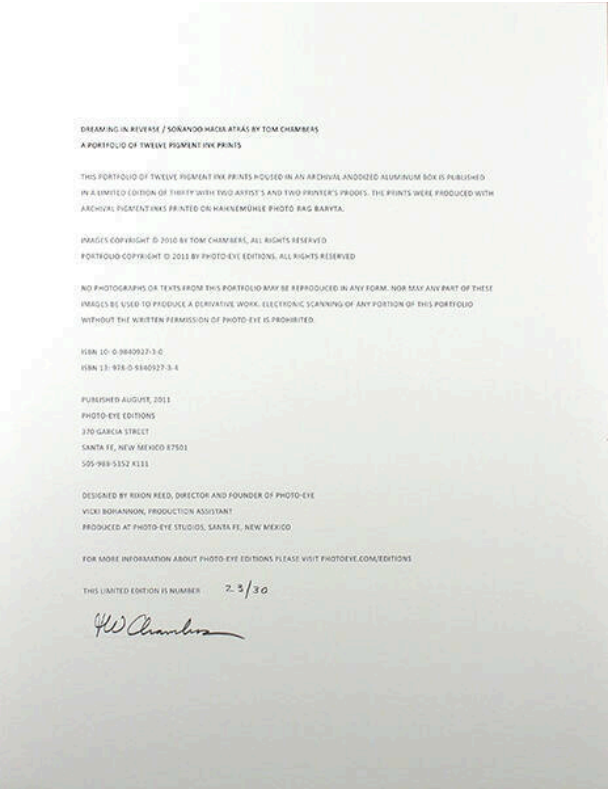 DREAMING IN REVERSE / SOÑANDO HACIA ATRÁS BY TOM CHAMBERS
A PORTFOLIO OF TWELVE PIGMENT INK PRINTS
THIS PORTFOLIO OF TWELVE PIGMENT INK PRINTS HOUSED IN AN ARCHIVAL ANODIZED ALUMINUM BOX IS PUBLISHED
IN A LIMITED EDITION OF THIRTY WITH TWO ARTIST'S AND TWO PRINTER'S PROOFS. THE PRINTS WERE PRODUCED WITH
ARCHIVAL PIGMENT INKS PRINTED ON HAHNEMÜHLE PHOTO RAG BARYTA.
IMAGES COPYRIGHT © 2010 BY TOM CHAMBERS, ALL RIGHTS RESERVED
PORTFOLIO COPYRIGHT © 2011 BY PHOTO-EYE EDITIONS, ALL RIGHTS RESERVED
NO PHOTOGRAPHS OR TEXTS FROM THIS PORTFOLIO MAY BE REPRODUCED IN ANY FORM. NOR MAY ANY PART OF THESE
IMAGES BE USED TO PRODUCE A DERIVATIVE WORK. ELECTRONIC SCANNING OF ANY PORTION OF THIS PORTFOLIO
WITHOUT THE WRITTEN PERMISSION OF PHOTO-EYE IS PROHIBITED.
ISBN 10: 0-9840927-3-0
ISBN 13: 978-0-9840927-3-4
PUBLISHED AUGUST, 2011
PHOTO-EYE EDITIONS
370 GARCIA STREET
SANTA FE, NEW MEXICO 87501
505-988-5152 X111
DESIGNED BY RIXON REED, DIRECTOR AND FOUNDER OF PHOTO-EYE
VICKI BOHANNON, PRODUCTION ASSISTANT
PRODUCED AT PHOTO-EYE STUDIOS, SANTA FE, NEW MEXICO
FOR MORE INFORMATION ABOUT PHOTO-EYE EDITIONS PLEASE VISIT PHOTOEYE.COM/EDITIONS
THIS LIMITED EDITION IS NUMBER 23/30
TW Chambers